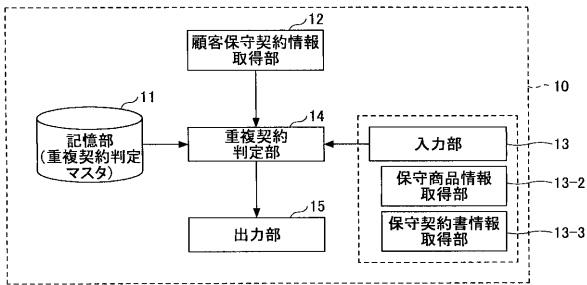 12
顧客保守契約情報
取得部
10
11
記憶部
(重複契約判定
マスタ)
14
重複契約
判定部
入力部
13
保守商品情報
取得部
13-2
15
出力部
保守契約書情報
取得部
13-3